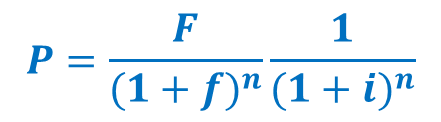 P = F/(1 + f)^n 1/(1 + i)^n